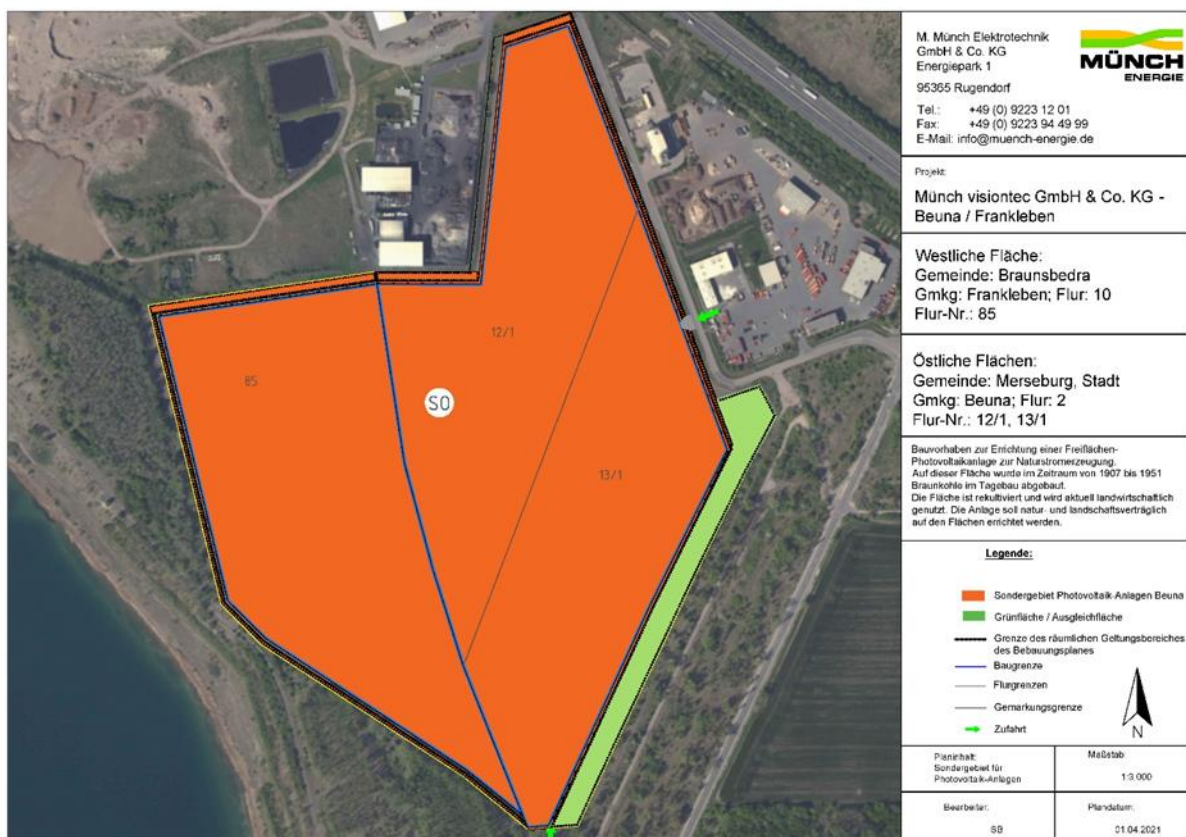 12/1
85
SO
13/1
M. Münch Elektrotechnik
GmbH & Co. KG
Energiepark 1
95365 Rugendorf
Tel.: +49 (0) 9223 12 01
Fax: +49 (0) 9223 94 49 99
E-Mail: info@muench-energie.de
MÜNCH
ENERGIE
Projekt:
Münch visiontec GmbH & Co. KG -
Beuna / Frankleben
Westliche Fläche:
Gemeinde: Braunsbedra
Gmkg: Frankleben; Flur: 10
Flur-Nr.: 85
Östliche Flächen:
Gemeinde: Merseburg, Stadt
Gmkg: Beuna; Flur: 2
Flur-Nr.: 12/1, 13/1
Bauvorhaben zur Errichtung einer Freiflächen-
Photovoltaikanlage zur Naturstromerzeugung.
Auf dieser Fläche wurde im Zeitraum von 1907 bis 1951
Braunkohle im Tagebau abgebaut.
Die Fläche ist rekultiviert und wird aktuell landwirtschaftlich
genutzt. Die Anlage soll natur- und landschaftsverträglich
auf den Flächen errichtet werden.
Legende:
Sondergebiet Photovoltaik-Anlagen Beuna
Grünfläche / Ausgleichfläche
Grenze des räumlichen Geltungsbereiches
des Bebauungsplanes
Baugrenze
Flurgrenzen
Gemarkungsgrenze
Zufahrt
N
Planinhalt:
Sondergebiet für
Photovoltaik-Anlagen
Maßstab:
1:3.000
Bearbeiter:
SB
Plandatum:
01.04.2021